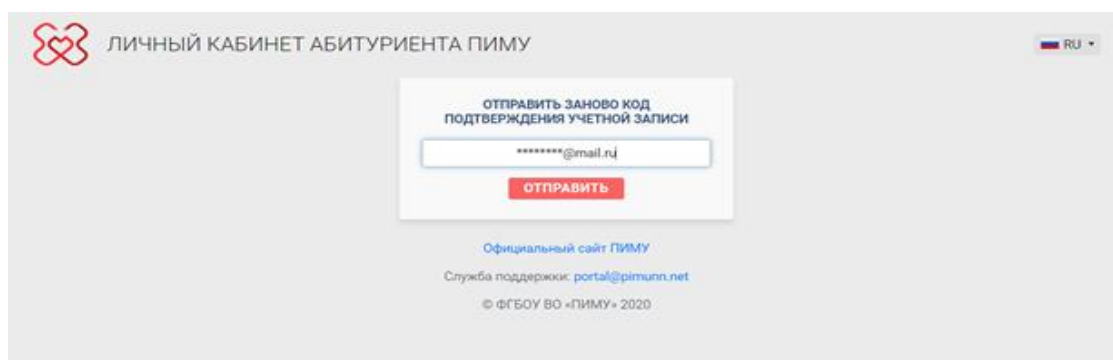 ЛИЧНЫЙ КАБИНЕТ АБИТУРИЕНТА ПИМУ
RU
ОТПРАВИТЬ ЗАНОВО КОД
ПОДТВЕРЖДЕНИЯ УЧЕТНОЙ ЗАПИСИ
********@mail.ru
ОТПРАВИТЬ
Официальный сайт ПИМУ
Служба поддержки: portal@pimunn.net
© ФГБОУ ВО «ПИМУ» 2020